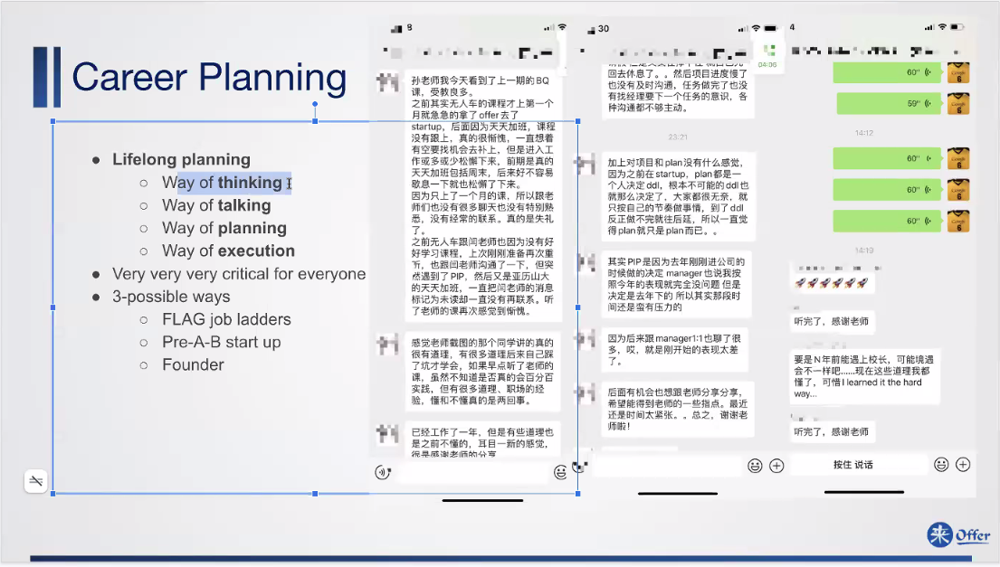 Career Planning
Lifelong planning
Way of thinking
Way of talking
Way of planning
Way of execution
Very very very critical for everyone
3-possible ways
FLAG job ladders
Pre-A-B start up
Founder
8
孙老师我今天看到了上一期的BQ
课，受教良多。
之前其实无人车的课程才上第一个
月就急急的拿了offer去了
startup，后面因为天天加班，课程
没有跟上，真的很惭愧，一直想着
有空要找机会去补上，但是进入工
作或多或少松懈下来，前期是真的
天天加班包括周末，后来好不容易
歇电下来就也松懈了下来。
因为只上了一个月的课，所以跟老
师们也没有很多聊天也没有特别熟
悉，没有经常的联系。真的是失礼
了。
之前无人车跟闫老师也因为没有好
好学习课程，上次刚刚准备再次重
听，也跟闫老师沟通了一下，但突
然遇到了PIP，然后又是亚历山大
的天天加班，一直把闫老师的消息
标记为未读却一直没有再联系。听
了老师的课再次感觉到惭愧。
感觉老师截图的那个同学讲的真的
很有道理，有很多道理后来自己踩
了坑才学会，如果早点听了老师的
课，虽然不知道是否真的会百分百
实践，但有很多道理、职场的经
验，懂和不懂真的是两回事。
已经工作了一年，但是有些道理也
是之前不懂的，耳目一新的感觉，
很是感谢老师的分享
30
04:06
回去休息了。。然后项目进度慢了
也没有及时沟通，任务做完了也没
有找经理要下一个任务的意识，各
种沟通都不够主动。
23:21
加上对项目和plan没有什么感觉，
因为之前在startup，plan都是一
个人决定ddl，根本不可能的ddl也
就那么决定了，大家都很无奈，就
只按自己的节奏做事情，到了ddl
反正做不完就往后延，所以一直觉
得plan就只是plan而已。。
其实PIP是因为去年刚刚进公司的
时候做的决定 manager也说我按
照今年的表现就完全没问题 但是
决定是去年下的 所以其实那段时
间还是蛮有压力的
因为后来跟manager1:1也聊了很
多，哎，就是刚开始的表现太差
了。
后面有机会也想跟老师分享分享，
希望能得到老师的一些指点。最近
还是时间太紧张。。总之，谢谢老
师啦！
4
60"
59"
14:12
60"
60"
60"
14:19
🚀🚀🚀🚀🚀🚀
听完了，感谢老师
要是N年前能遇上校长，可能境遇
会不一样吧......现在这些道理我都
懂了，可惜I learned it the hard
way...
听完了，感谢老师
按住 说话
来 Offer